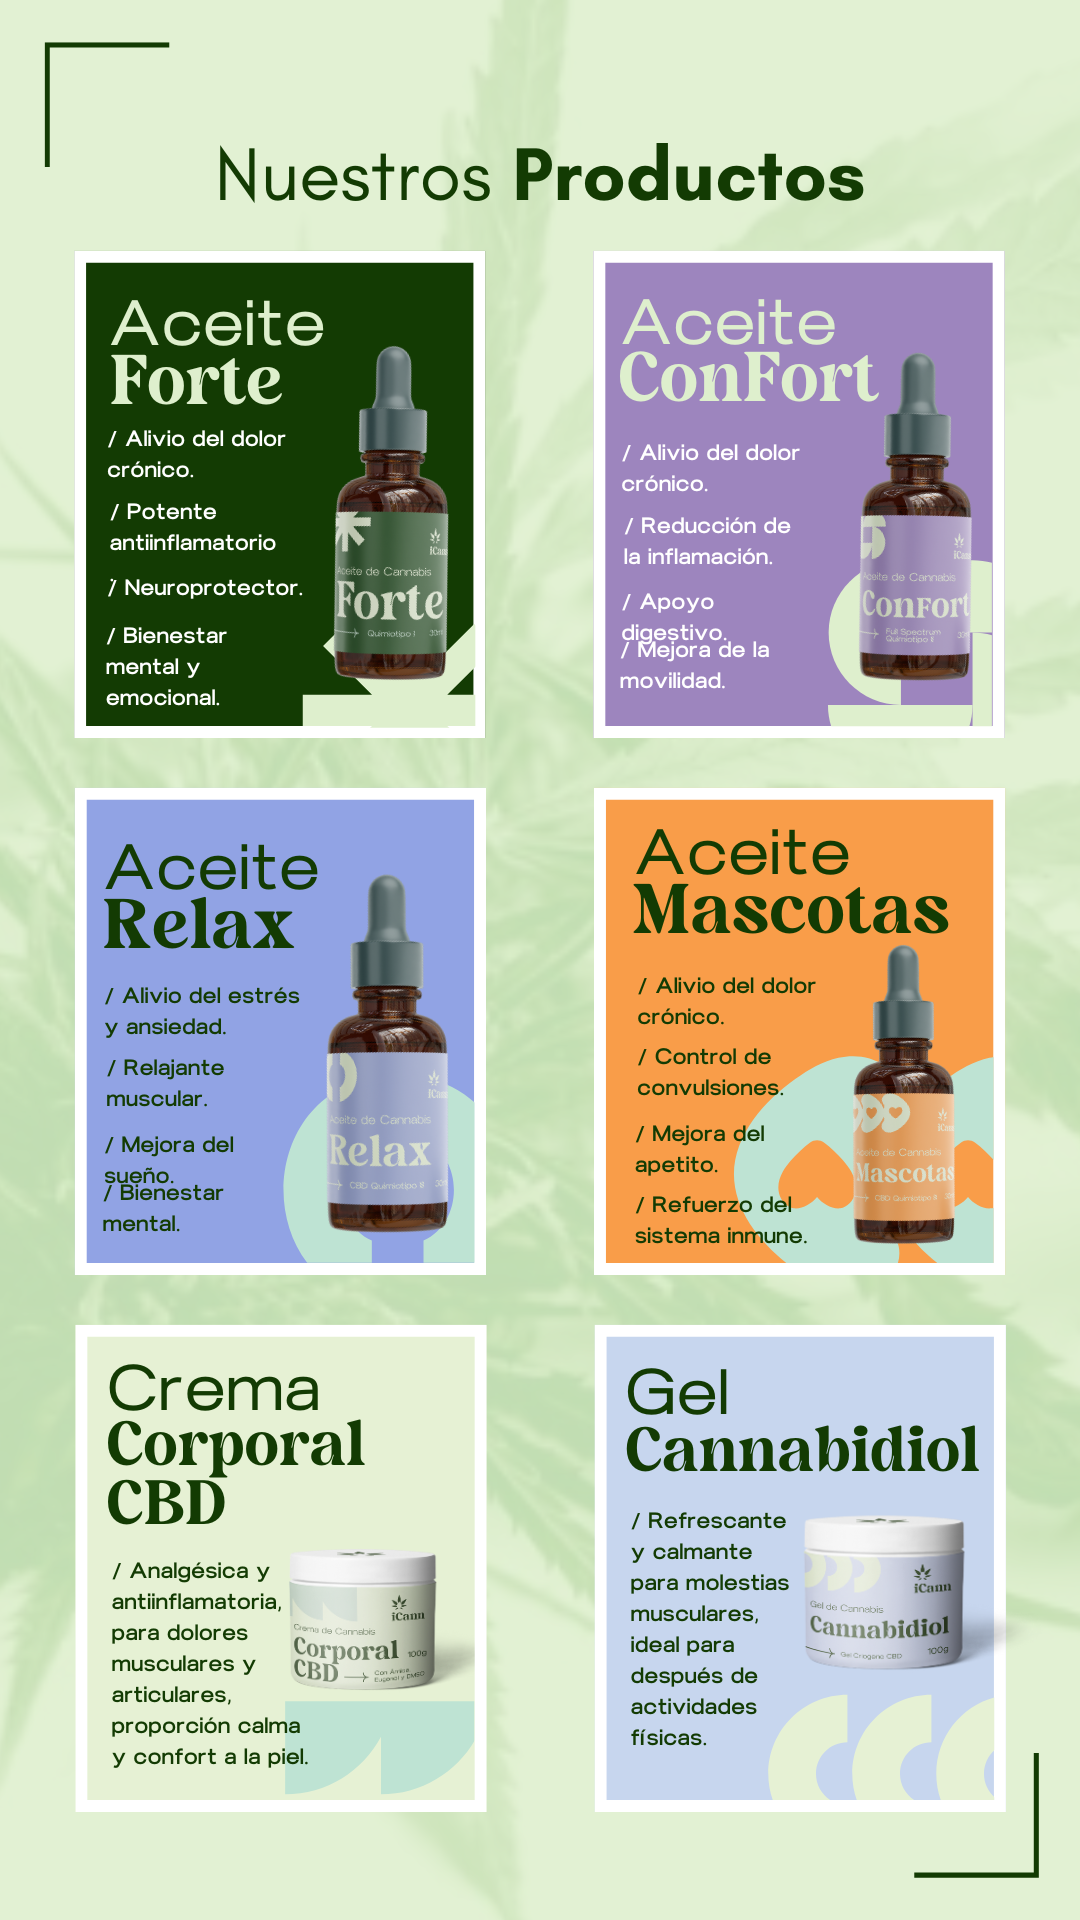 Nuestros Productos
Aceite
Forte
/ Alivio del dolor
crónico.
/ Potente
antiinflamatorio
/ Neuroprotector.
/ Bienestar
mental y
emocional.
iCann
Aceite de Cannabis
Forte
Quimiotipo I 30ml
Aceite
ConFort
/ Alivio del dolor
crónico.
/ Reducción de
la inflamación.
/ Apoyo
digestivo.
/ Mejora de la
movilidad.
iCann
Aceite de Cannabis
ConFort
Full Spectrum
Quimiotipo II
Aceite
Relax
/ Alivio del estrés
y ansiedad.
/ Relajante
muscular.
/ Mejora del
sueño.
/ Bienestar
mental.
iCann
Aceite de Cannabis
Relax
CBD Quimiotipo III
Aceite
Mascotas
/ Alivio del dolor
crónico.
/ Control de
convulsiones.
/ Mejora del
apetito.
/ Refuerzo del
sistema inmune.
Aceite de Cannabis
Mascotas
CBD Quimiotipo III
Crema
Corporal
CBD
/ Analgésica y
antiinflamatoria,
para dolores
musculares y
articulares,
proporción calma
y confort a la piel.
iCann
Crema de Cannabis
Corporal
CBD
100g
Con Arnica
Eugenol y DMSO
Gel
Cannabidiol
/ Refrescante
y calmante
para molestias
musculares,
ideal para
después de
actividades
físicas.
iCann
Gel de Cannabis
Cannabidiol
Gel Criogeno CBD
100g